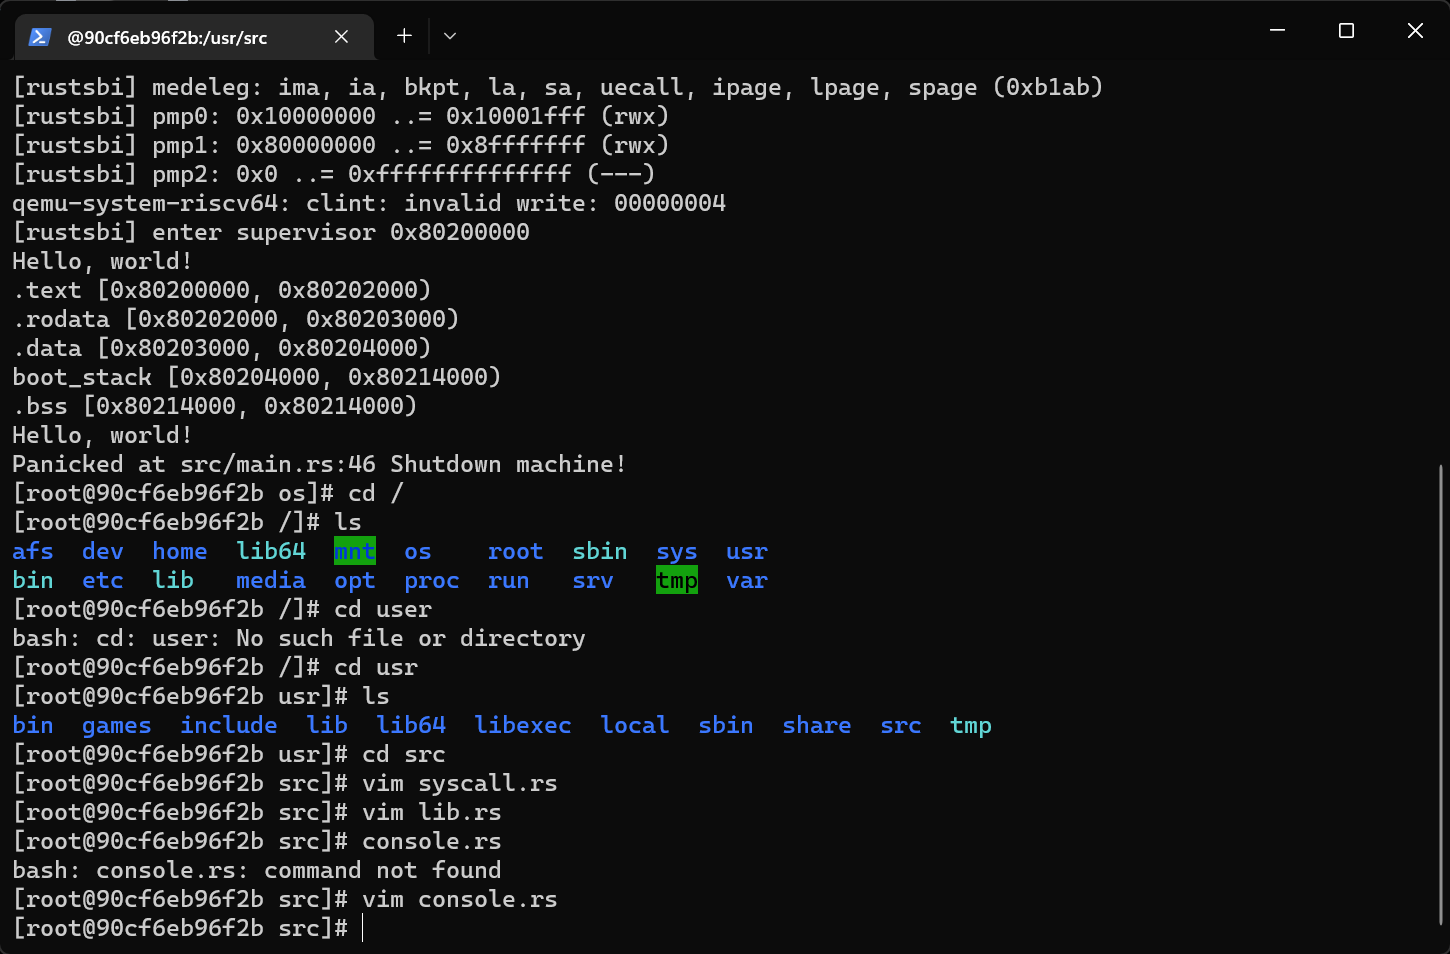 @90cf6eb96f2b:/usr/src
[rustsbi] medeleg: ima, ia, bkpt, la, sa, uecall, ipage, lpage, spage (0xb1ab)
[rustsbi] pmp0: 0x10000000 ..= 0x10001fff (rwx)
[rustsbi] pmp1: 0x80000000 ..= 0x8fffffff (rwx)
[rustsbi] pmp2: 0x0 ..= 0xffffffffffffff (---)
qemu-system-riscv64: clint: invalid write: 00000004
[rustsbi] enter supervisor 0x80200000
Hello, world!
.text [0x80200000, 0x80202000)
.rodata [0x80202000, 0x80203000)
.data [0x80203000, 0x80204000)
boot_stack [0x80204000, 0x80214000)
.bss [0x80214000, 0x80214000)
Hello, world!
Panicked at src/main.rs:46 Shutdown machine!
[root@90cf6eb96f2b os]# cd /
[root@90cf6eb96f2b /]# ls
afs  dev  home  lib64  mnt  os    root  sbin  sys  usr
bin  etc  lib   media  opt  proc  run   srv   tmp  var
[root@90cf6eb96f2b /]# cd user
bash: cd: user: No such file or directory
[root@90cf6eb96f2b /]# cd usr
[root@90cf6eb96f2b usr]# ls
bin  games  include  lib  lib64  libexec  local  sbin  share  src  tmp
[root@90cf6eb96f2b usr]# cd src
[root@90cf6eb96f2b src]# vim syscall.rs
[root@90cf6eb96f2b src]# vim lib.rs
[root@90cf6eb96f2b src]# console.rs
bash: console.rs: command not found
[root@90cf6eb96f2b src]# vim console.rs
[root@90cf6eb96f2b src]#